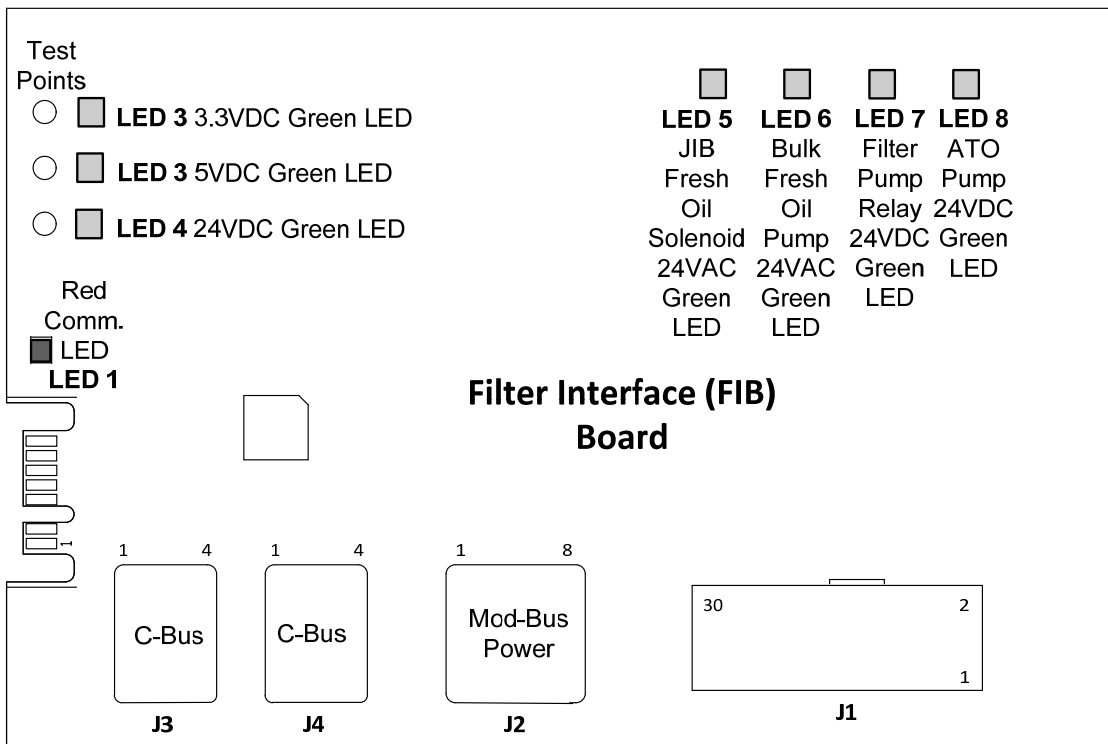 Test
Points
LED 3 3.3VDC Green LED
LED 3 5VDC Green LED
LED 4 24VDC Green LED
Red
Comm.
LED
LED 1
LED 5
JIB
Fresh
Oil
Solenoid
24VAC
Green
LED
LED 6
Bulk
Fresh
Oil
Pump
24VAC
Green
LED
LED 7
Filter
Pump
Relay
24VDC
Green
LED
LED 8
ATO
Pump
24VDC
Green
LED
Filter Interface (FIB)
Board
1
1 4
C-Bus
J3
1 4
C-Bus
J4
1 8
Mod-Bus
Power
J2
30 2
1
J1